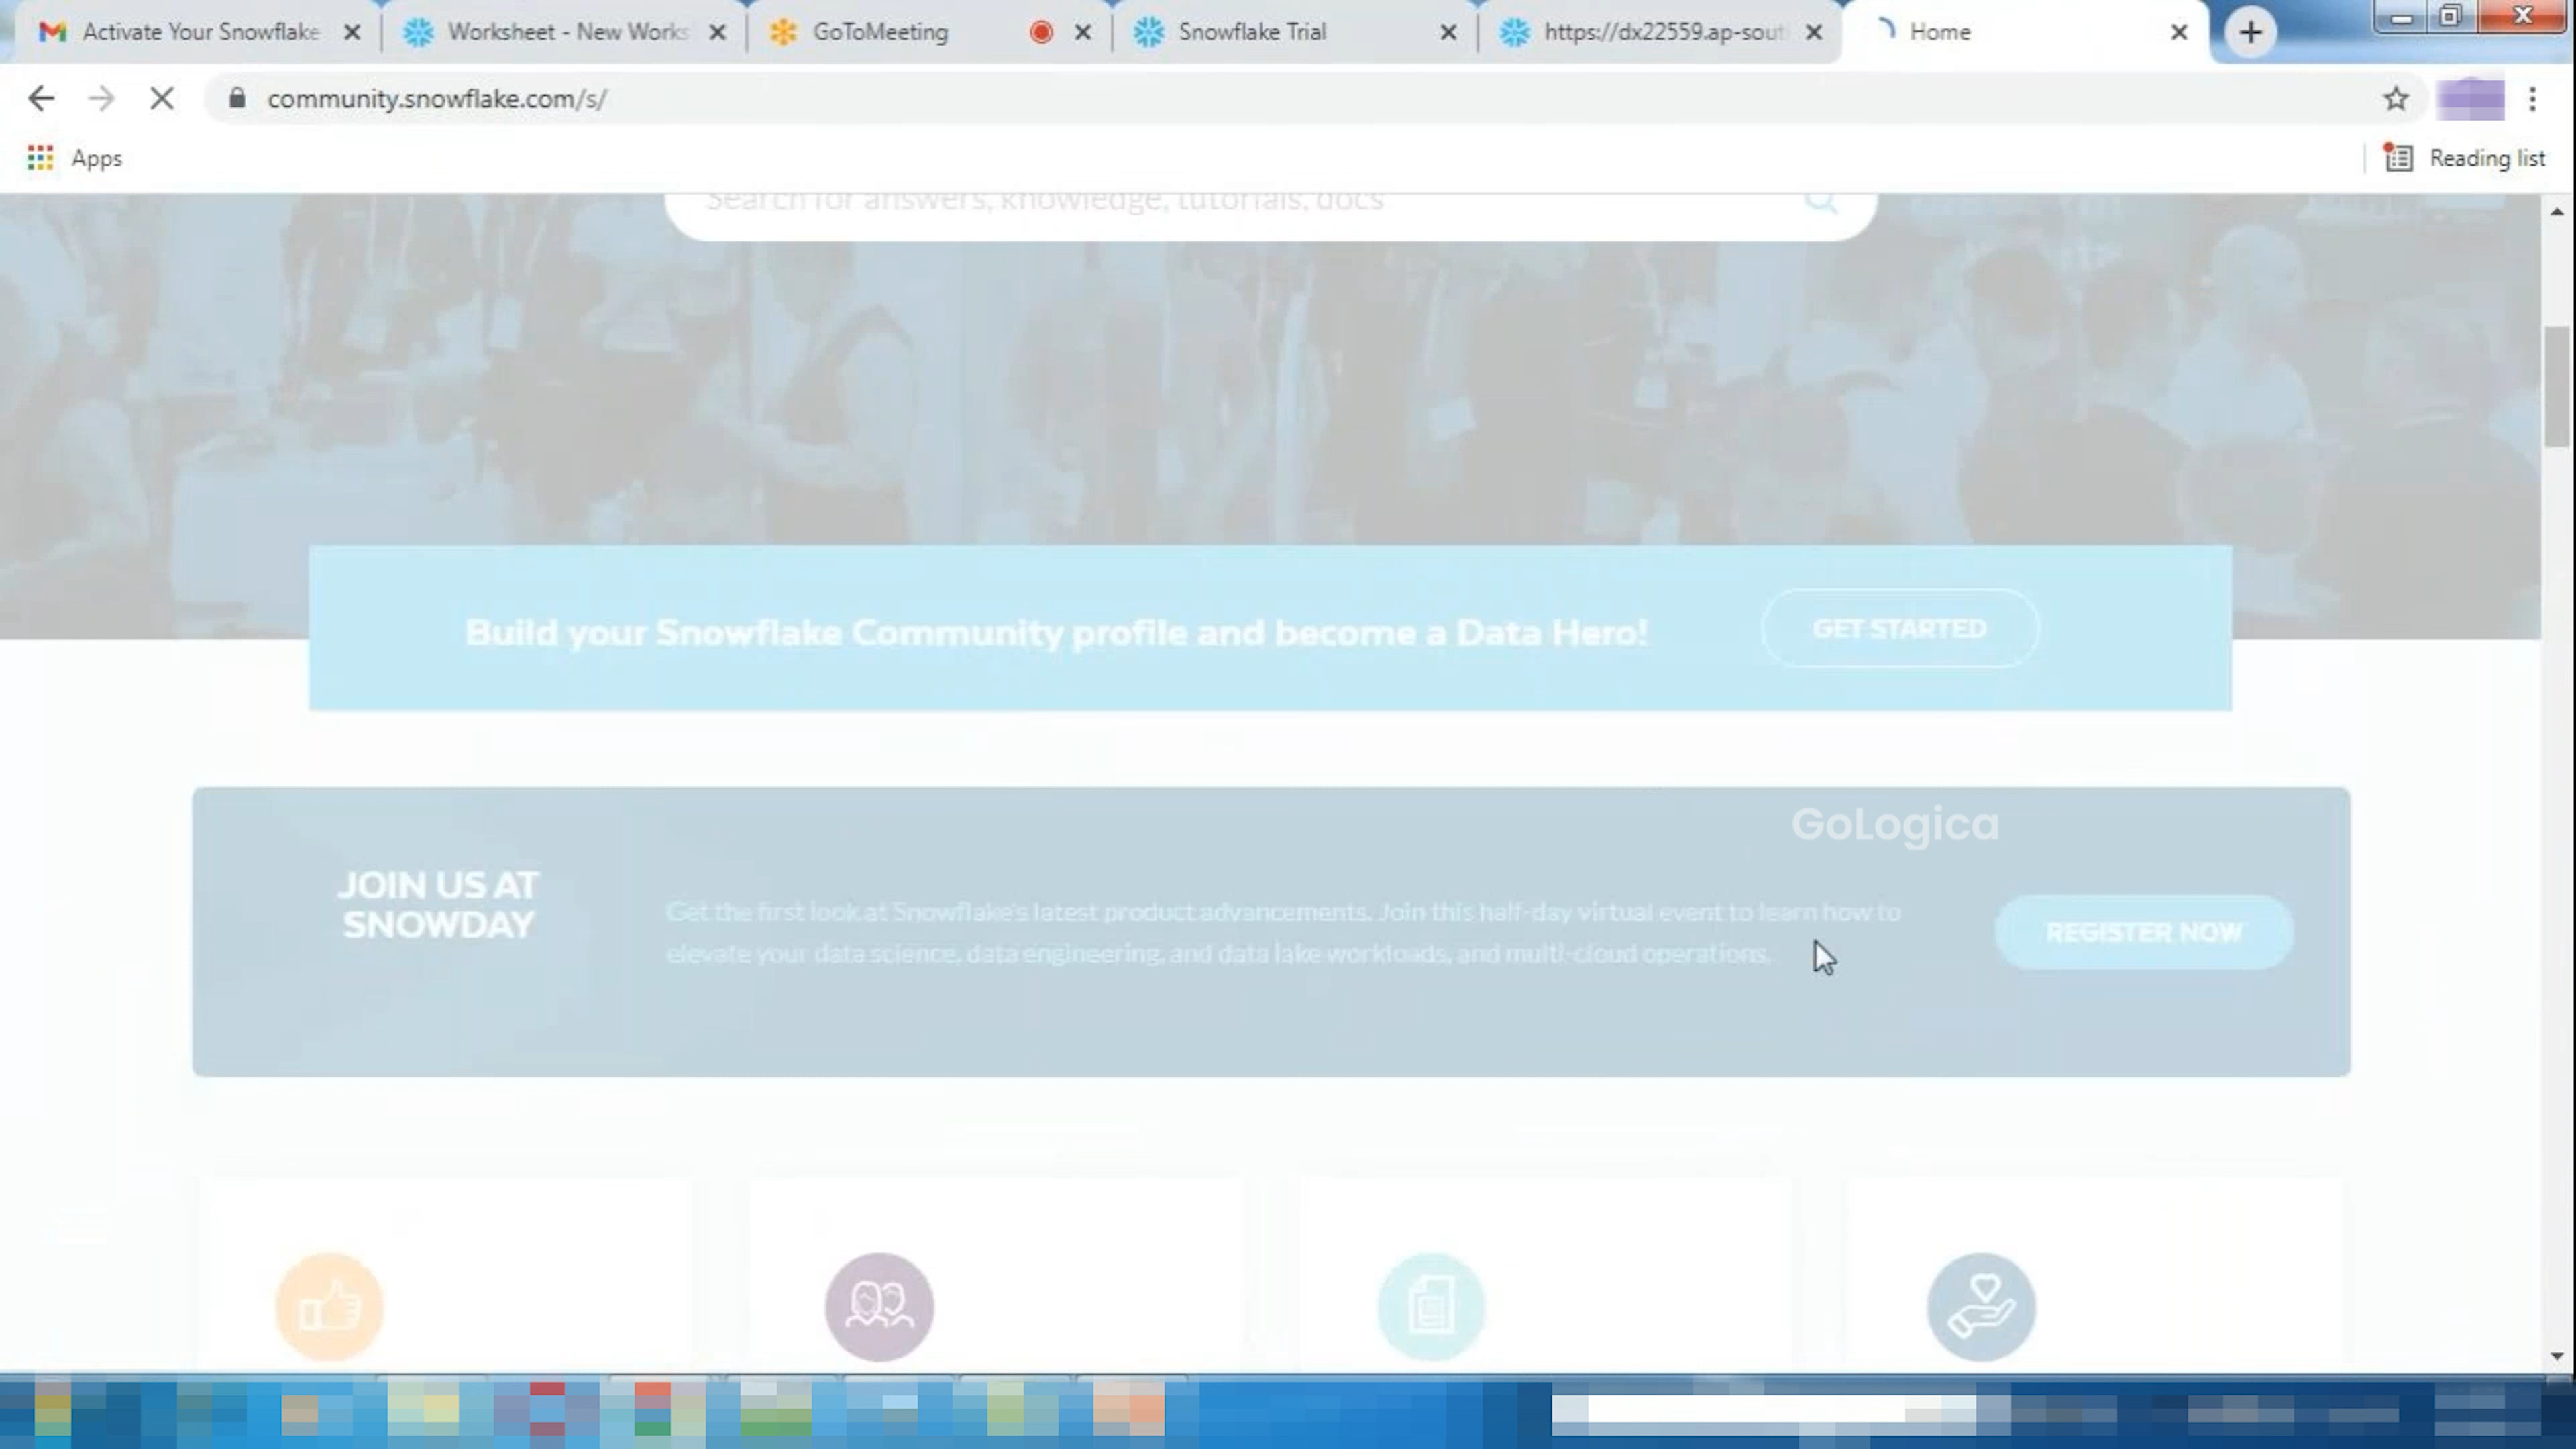 Activate Your Snowflake
Worksheet - New Works
GoToMeeting
Snowflake Trial
https://dx22559.ap-sout
Home
community.snowflake.com/s/
Apps
Reading list
Search for answers, knowledge, tutorials, docs
Build your Snowflake Community profile and become a Data Hero!
GET STARTED
GoLogica
JOIN US AT
SNOWDAY
Get the first look at Snowflake's latest product advancements. Join this half-day virtual event to learn how to
elevate your data science, data engineering, and data lake workloads, and multi-cloud operations.
REGISTER NOW